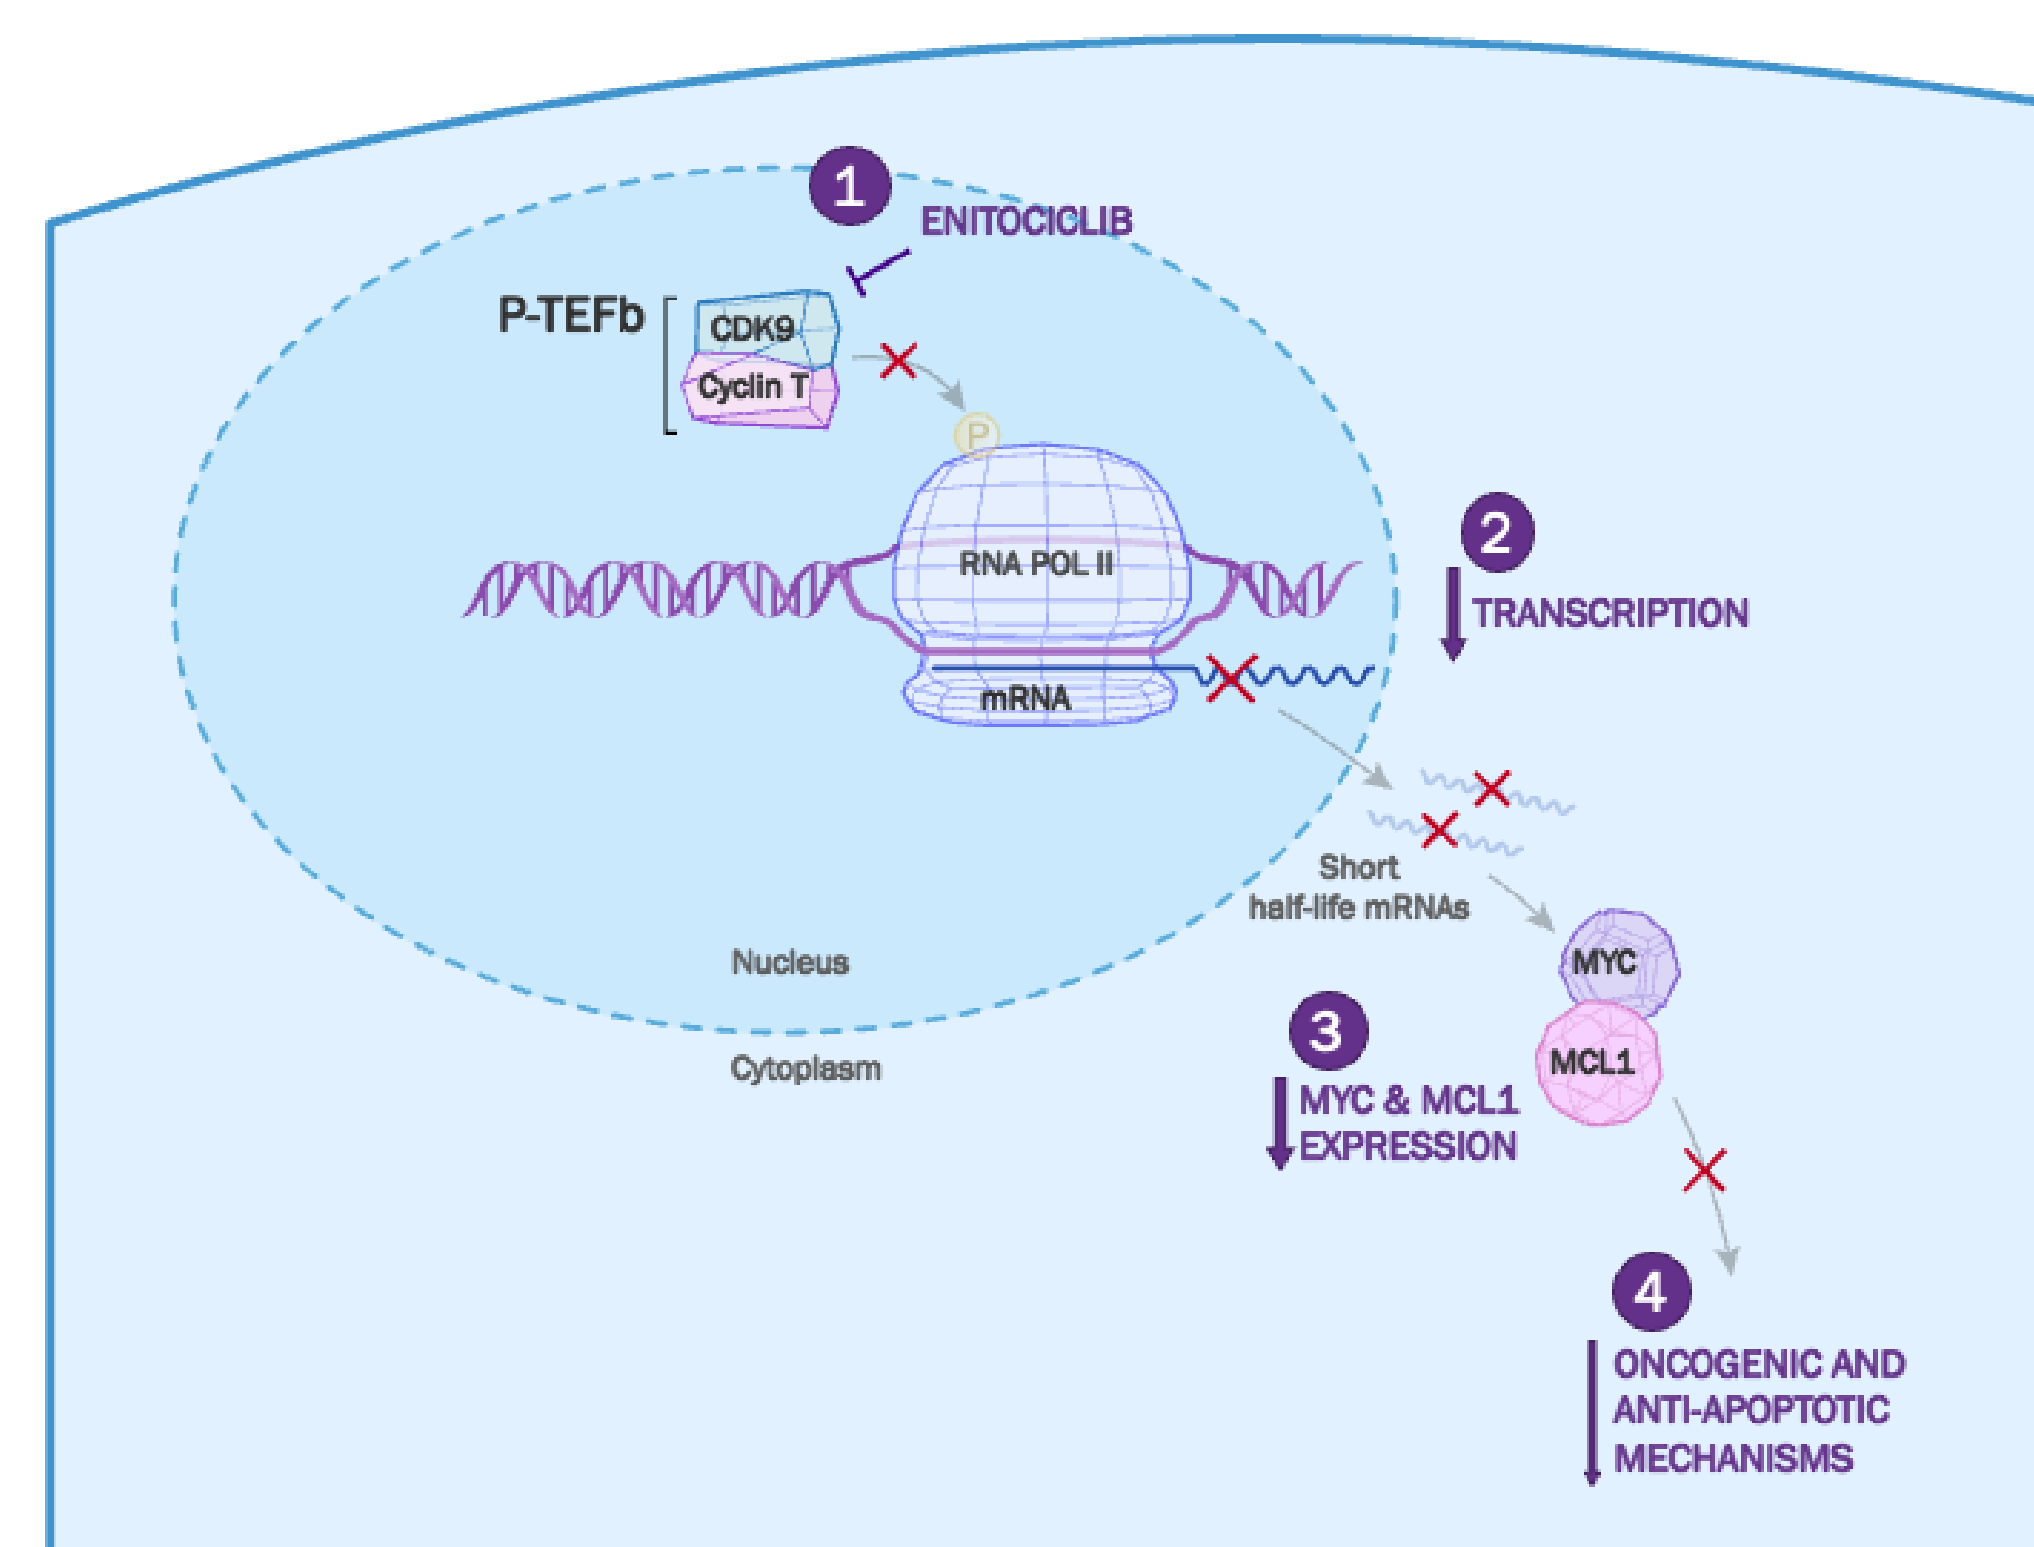 1
ENITOCICLIB
P-TEFb
CDK9
Cyclin T
P
RNA POL II
mRNA
2
TRANSCRIPTION
Short
half-life mRNAs
Nucleus
Cytoplasm
MYC
MCL1
3
MYC & MCL1
EXPRESSION
4
ONCOGENIC AND
ANTI-APOPTOTIC
MECHANISMS